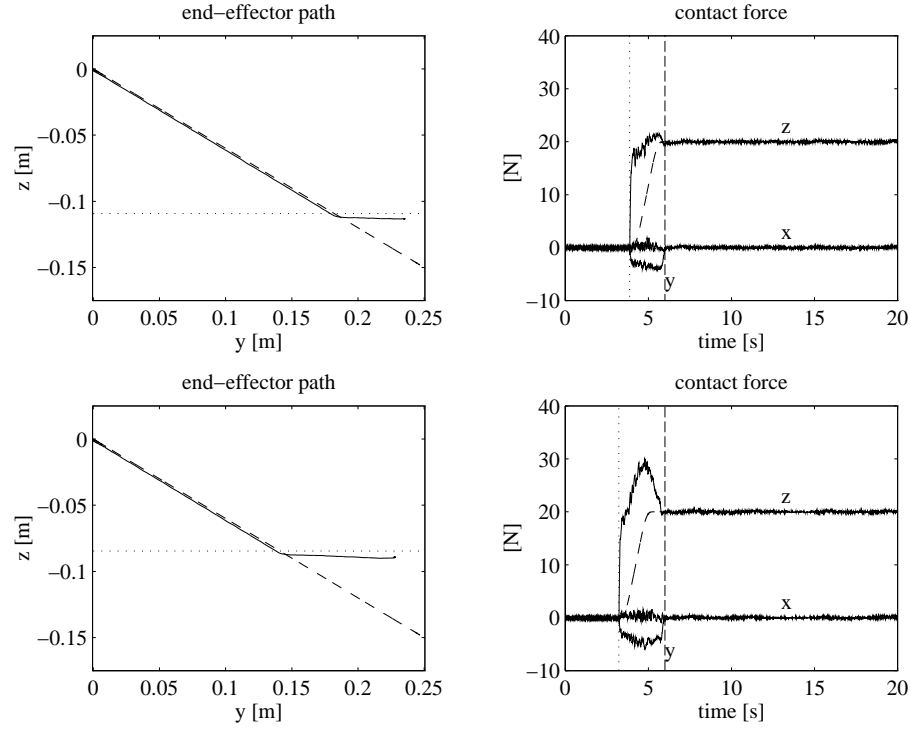 end−effector path
z [m]
0
−0.05
−0.1
−0.15
0 0.05 0.1 0.15 0.2 0.25
y [m]
contact force
[N]
40
30
20
10
0
−10
z
x
y
0 5 10 15 20
time [s]
end−effector path
z [m]
0
−0.05
−0.1
−0.15
0 0.05 0.1 0.15 0.2 0.25
y [m]
contact force
[N]
40
30
20
10
0
−10
z
x
y
0 5 10 15 20
time [s]